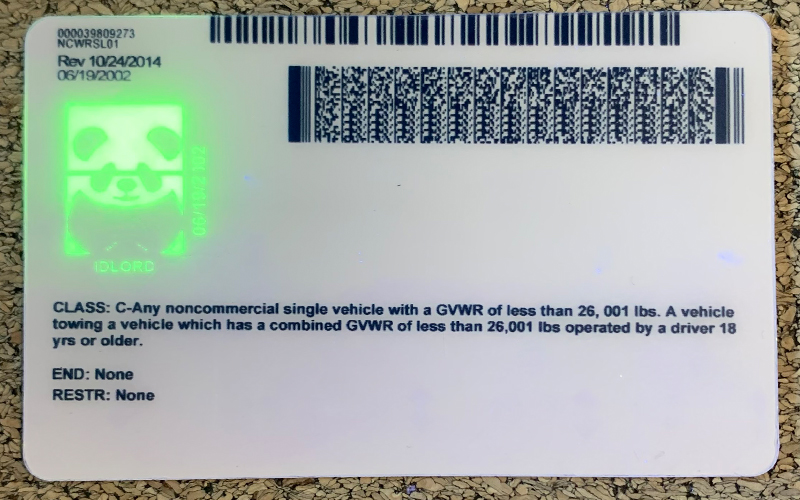 000039809273
NCWRSL01
Rev 10/24/2014
06/19/2002
IDLORD
CLASS: C-Any noncommercial single vehicle with a GVWR of less than 26, 001 lbs. A vehicle
towing a vehicle which has a combined GVWR of less than 26,001 lbs operated by a driver 18
yrs or older.
END: None
RESTR: None